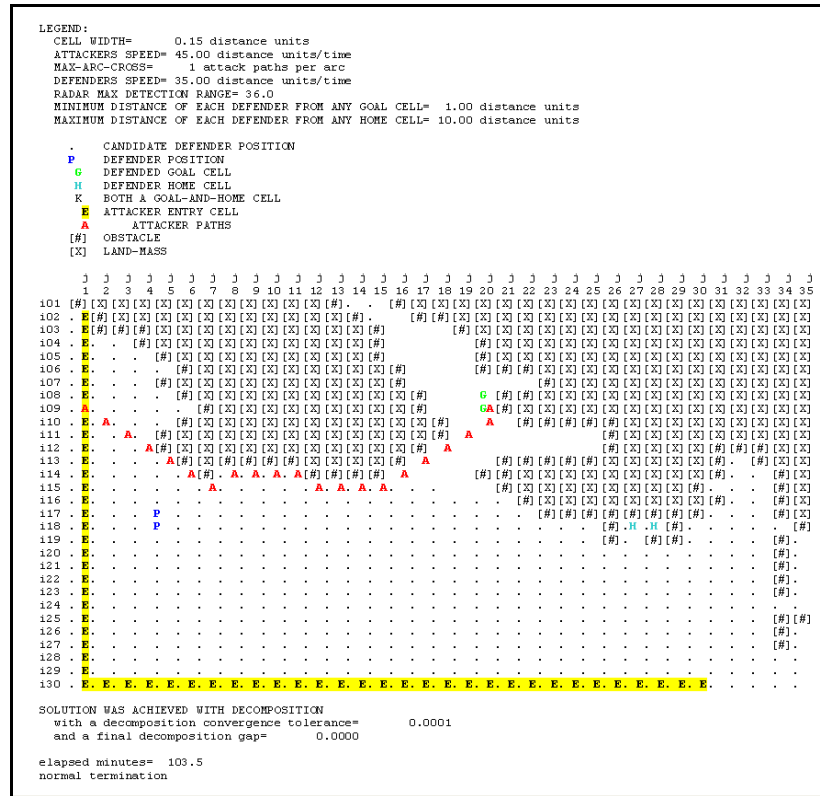 LEGEND:
CELL WIDTH= 0.15 distance units
ATTACKERS SPEED= 45.00 distance units/time
MAX-ARC-CROSS= 1 attack paths per arc
DEFENDERS SPEED= 35.00 distance units/time
RADAR MAX DETECTION RANGE= 36.0
MINIMUM DISTANCE OF EACH DEFENDER FROM ANY GOAL CELL= 1.00 distance units
MAXIMUM DISTANCE OF EACH DEFENDER FROM ANY HOME CELL= 10.00 distance units
. CANDIDATE DEFENDER POSITION
P DEFENDER POSITION
G DEFENDED GOAL CELL
H DEFENDER HOME CELL
K BOTH A GOAL-AND-HOME CELL
E ATTACKER ENTRY CELL
A ATTACKER PATHS
[#] OBSTACLE
[X] LAND-MASS
J J J J J J J J J J J J J J J J J J J J J J J J J J J J J J J J J J J
1 2 3 4 5 6 7 8 9 10 11 12 13 14 15 16 17 18 19 20 21 22 23 24 25 26 27 28 29 30 31 32 33 34 35
i01 [#][X][X][X][X][X][X][X][X][X][X][X][#]. . [#][X][X][X][X][X][X][X][X][X][X][X][X][X][X][X][X][X][X][X]
i02 . E[#][X][X][X][X][X][X][X][X][X][X][X][#]. [#][#][X][X][X][X][X][X][X][X][X][X][X][X][X][X][X][X][X]
i03 . E[#][#][#][X][X][X][X][X][X][X][X][X][X][#] [#][X][X][X][X][X][X][X][X][X][X][X][X][X][X][X][X]
i04 . E. . [#][X][X][X][X][X][X][X][X][X][X][#] [#][X][X][X][X][X][X][X][X][X][X][X][X][X][X][X]
i05 . E. . . [#][X][X][X][X][X][X][X][X][X][#] [#][X][X][X][X][X][X][X][X][X][X][X][X][X][X][X]
i06 . E. . . . [#][X][X][X][X][X][X][X][X][X][#] [#][#][#][X][X][X][X][X][X][X][X][X][X][X][X][X]
i07 . E. . . [#][X][X][X][X][X][X][X][X][X][X][#] [#][X][X][X][X][X][X][X][X][X][X][X][X]
i08 . E. . . . [#][X][X][X][X][X][X][X][X][X][X][#] G [#][#][X][X][X][X][X][X][X][X][X][X][X][X][X]
i09 . A. . . . . [#][X][X][X][X][X][X][X][X][X][#] GA[#][X][X][X][X][X][X][X][X][X][X][X][X][X][X]
i10 . E. A. . . [#][X][X][X][X][X][X][X][X][X][X][#][#] . A. [#][#][#][#][#][X][X][X][X][X][X][X][X][X]
i11 . E. . A. [#][X][X][X][X][X][X][X][X][X][X][X][#]. A. . . . . . [#][X][X][X][X][X][X][X][X][X]
i12 . E. . . A[#][X][X][X][X][X][X][X][X][X][X][X][#]. A. . . . . . . [#][X][X][X][X][X][#][#][#][X]
i13 . E. . . . A[#][X][#][#][#][#][X][#][#][#][#]. A. . . [#][#][#][#][#][X][X][X][X][X][#]. [#][X][X]
i14 . E. . . . . A[#]. A. A. A. A[#][#][#][#]. A. . . [#][#][X][X][X][X][X][X][X][X][X][X]. . [#][X]
i15 . E. . . . . . A. . . . . A. A. A. A. . . . . [#][X][X][X][X][X][X][X][X][X][#]. . [#][X]
i16 . E. . . . . . . . . . . . . . . . . . . . [#][X][X][X][X][X][X][X][X][#]. . [#][X]
i17 . E. . . P . . . . . . . . . . . . . . . . . . [#][#][#][#][#][#][#][#]. . . [#][X]
i18 . E. . . P . . . . . . . . . . . . . . . . . . . . . [#]. H . H [#]. . . . . [#]
i19 . E. . . . . . . . . . . . . . . . . . . . . . . . [#]. [#][#]. . . . [#].
i20 . E. . . . . . . . . . . . . . . . . . . . . . . . . . . . . . . . [#].
i21 . E. . . . . . . . . . . . . . . . . . . . . . . . . . . . . . . . [#].
i22 . E. . . . . . . . . . . . . . . . . . . . . . . . . . . . . . . . [#].
i23 . E. . . . . . . . . . . . . . . . . . . . . . . . . . . . . . . . [#].
i24 . E. . . . . . . . . . . . . . . . . . . . . . . . . . . . . . . . . .
i25 . E. . . . . . . . . . . . . . . . . . . . . . . . . . . . . . . . [#][#]
i26 . E. . . . . . . . . . . . . . . . . . . . . . . . . . . . . . . . [#].
i27 . E. . . . . . . . . . . . . . . . . . . . . . . . . . . . . . . . [#].
i28 . E. . . . . . . . . . . . . . . . . . . . . . . . . . . . . . . . . .
i29 . E. . . . . . . . . . . . . . . . . . . . . . . . . . . . . . . . . .
i30 . E. E. E. E. E. E. E. E. E. E. E. E. E. E. E. E. E. E. E. E. E. E. E. E. E. E. E. E. E. E. . . . .
SOLUTION WAS ACHIEVED WITH DECOMPOSITION
with a decomposition convergence tolerance= 0.0001
and a final decomposition gap= 0.0000
elapsed minutes= 103.5
normal termination